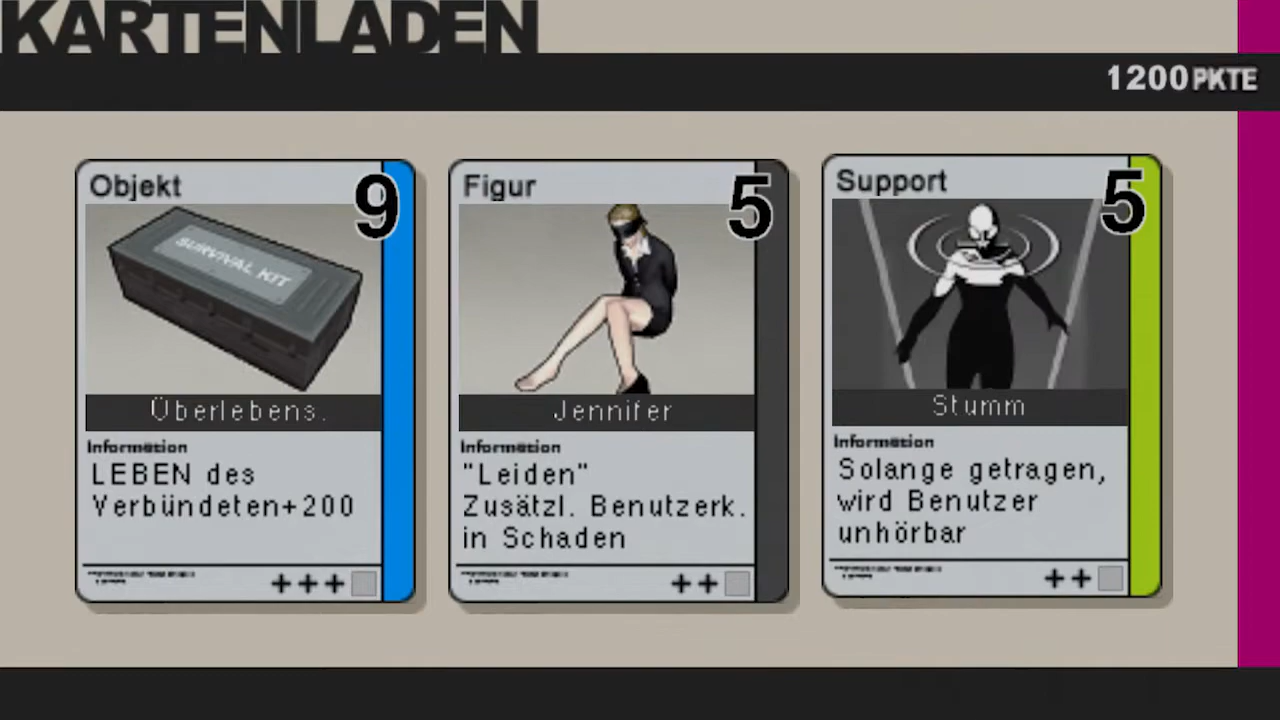 KARTENLADEN
1200PKTE
Objekt
9
SURVIVAL KIT
Überlebens.
Information
LEBEN des
Verbündeten+200
+++
Figur
5
Jennifer
Information
"Leiden"
Zusätzl. Benutzerk.
in Schaden
++
Support
5
Stumm
Information
Solange getragen,
wird Benutzer
unhörbar
++